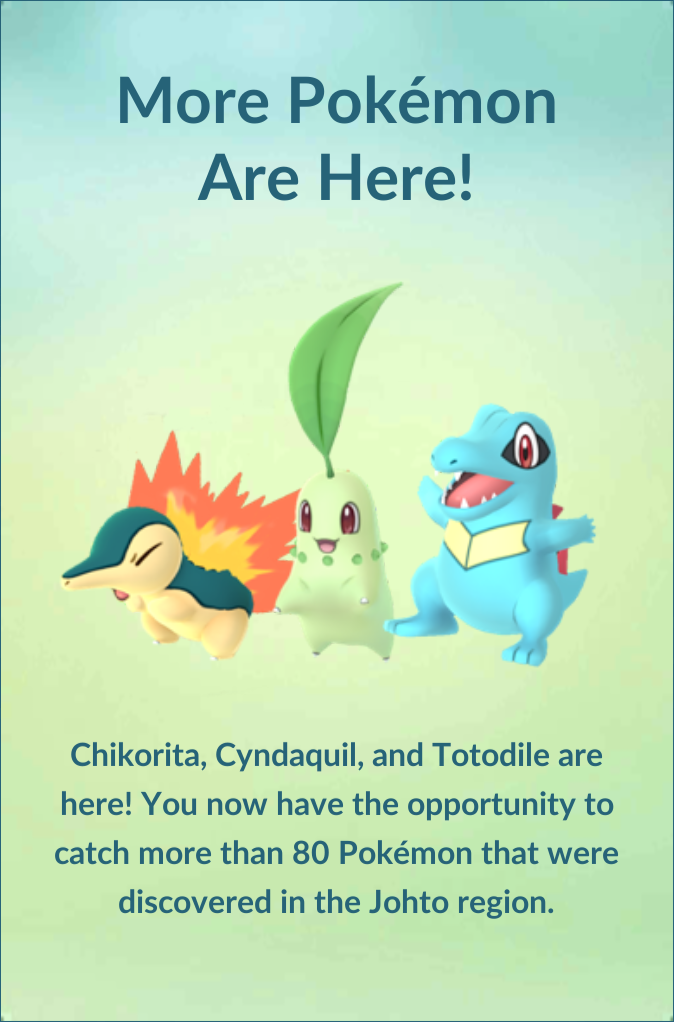 More Pokémon
Are Here!
Chikorita, Cyndaquil, and Totodile are
here! You now have the opportunity to
catch more than 80 Pokémon that were
discovered in the Johto region.